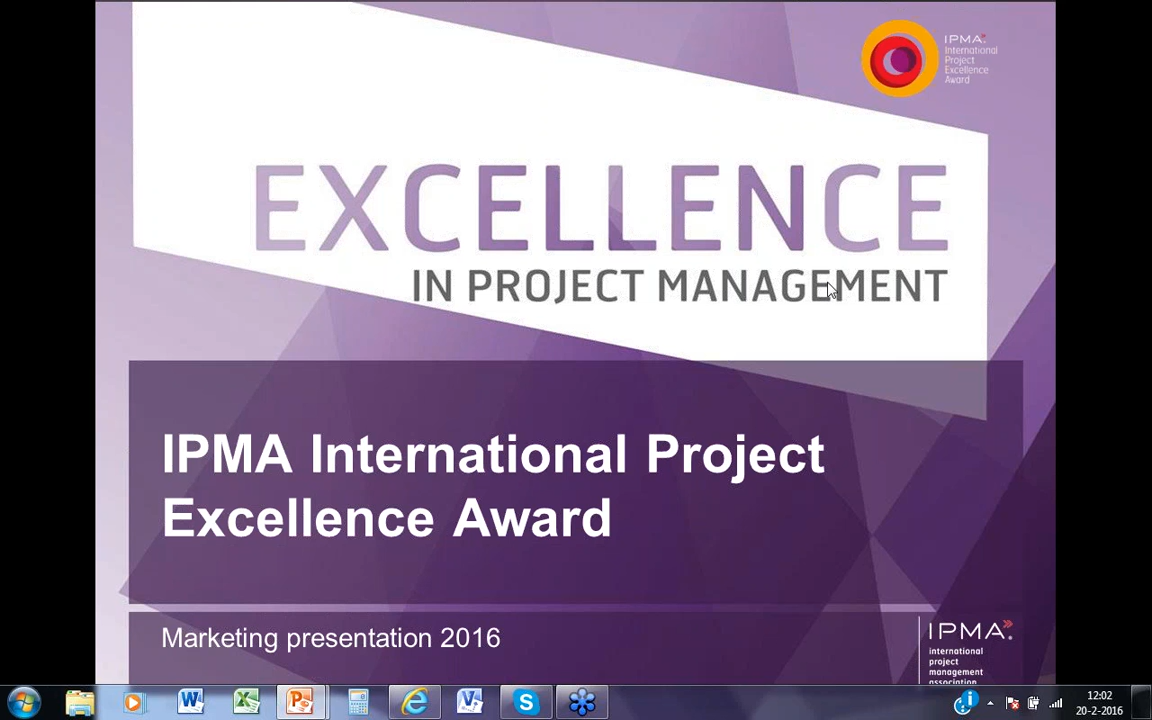 IPMA
International
Project
Excellence
Award
EXCELLENCE
IN PROJECT MANAGEMENT
IPMA International Project
Excellence Award
Marketing presentation 2016
IPMA
international
project
management
association
12:02
20-2-2016